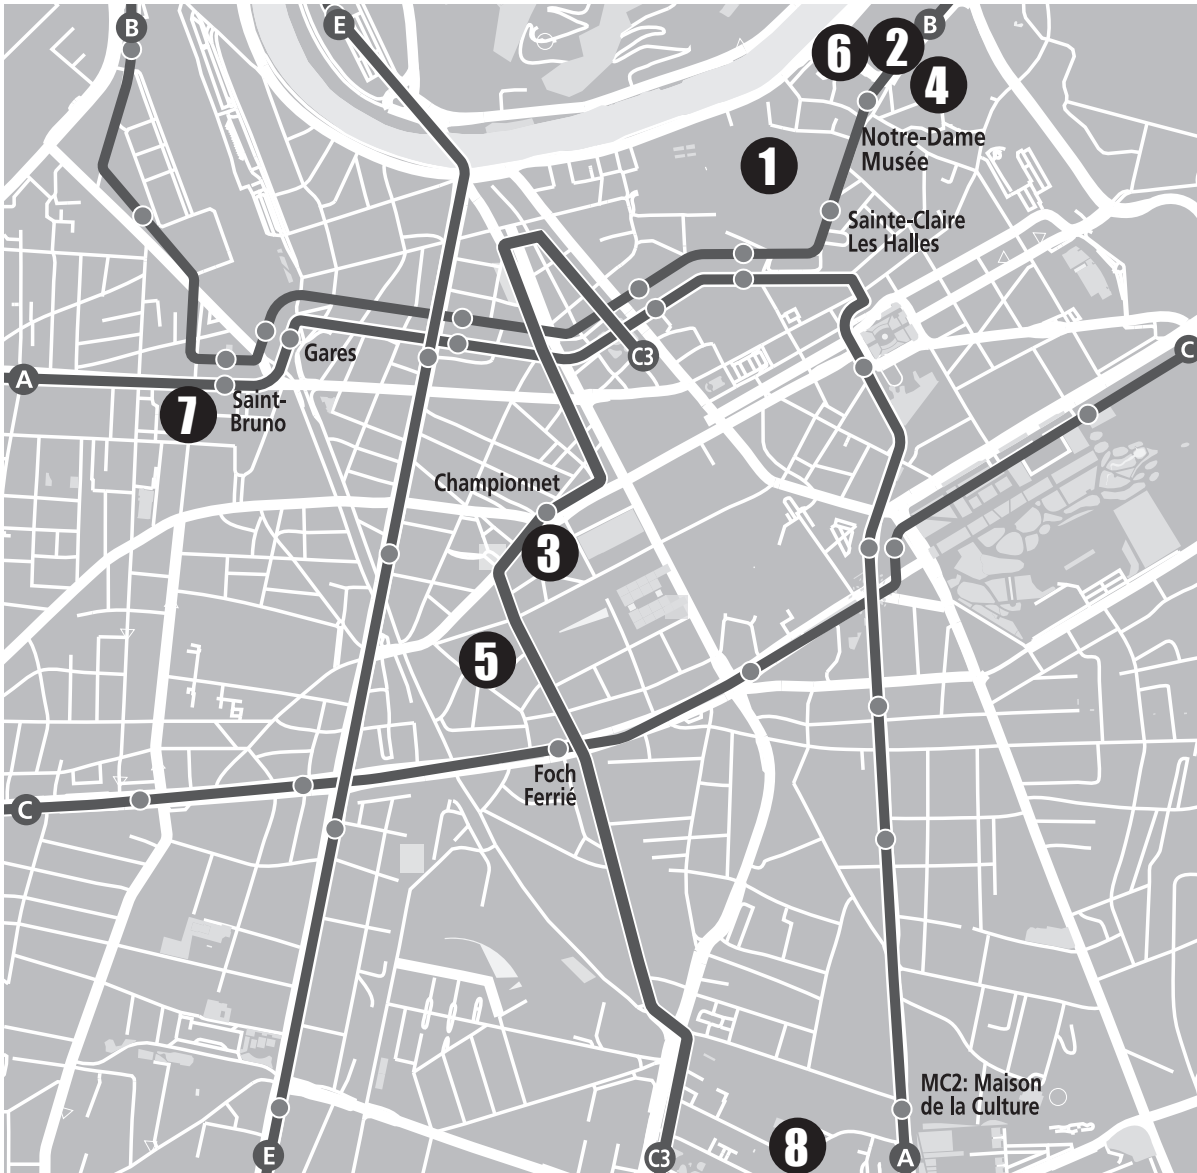 B
E
B
6
2
4
Notre-Dame
Musée
1
Sainte-Claire
Les Halles
Gares
C3
C
A
7
Saint-
Bruno
Championnet
3
5
Foch
Ferrié
C
MC2: Maison
de la Culture
E
C3
8
A